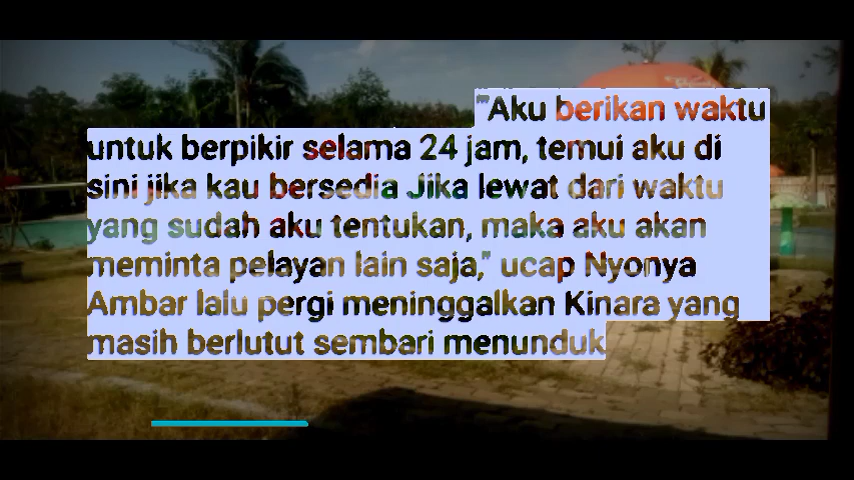 "Aku berikan waktu
untuk berpikir selama 24 jam, temui aku di
sini jika kau bersedia Jika lewat dari waktu
yang sudah aku tentukan, maka aku akan
meminta pelayan lain saja," ucap Nyonya
Ambar lalu pergi meninggalkan Kinara yang
masih berlutut sembari menunduk